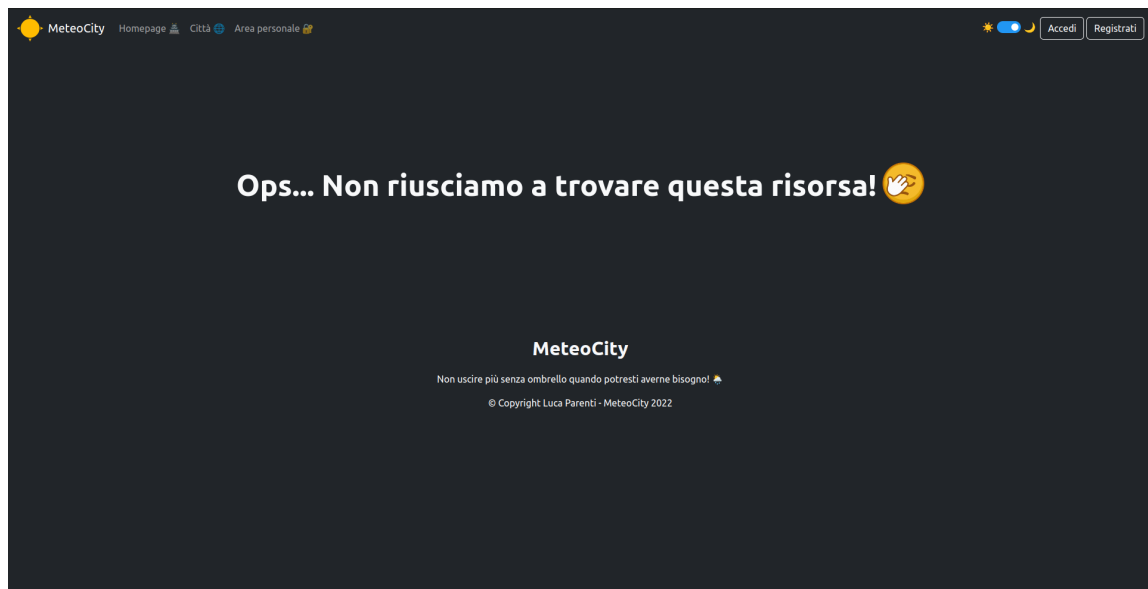 MeteoCity Homepage Città Area personale Accedi Registrati
Ops... Non riusciamo a trovare questa risorsa!
MeteoCity
Non uscire più senza ombrello quando potresti averne bisogno!
© Copyright Luca Parenti - MeteoCity 2022